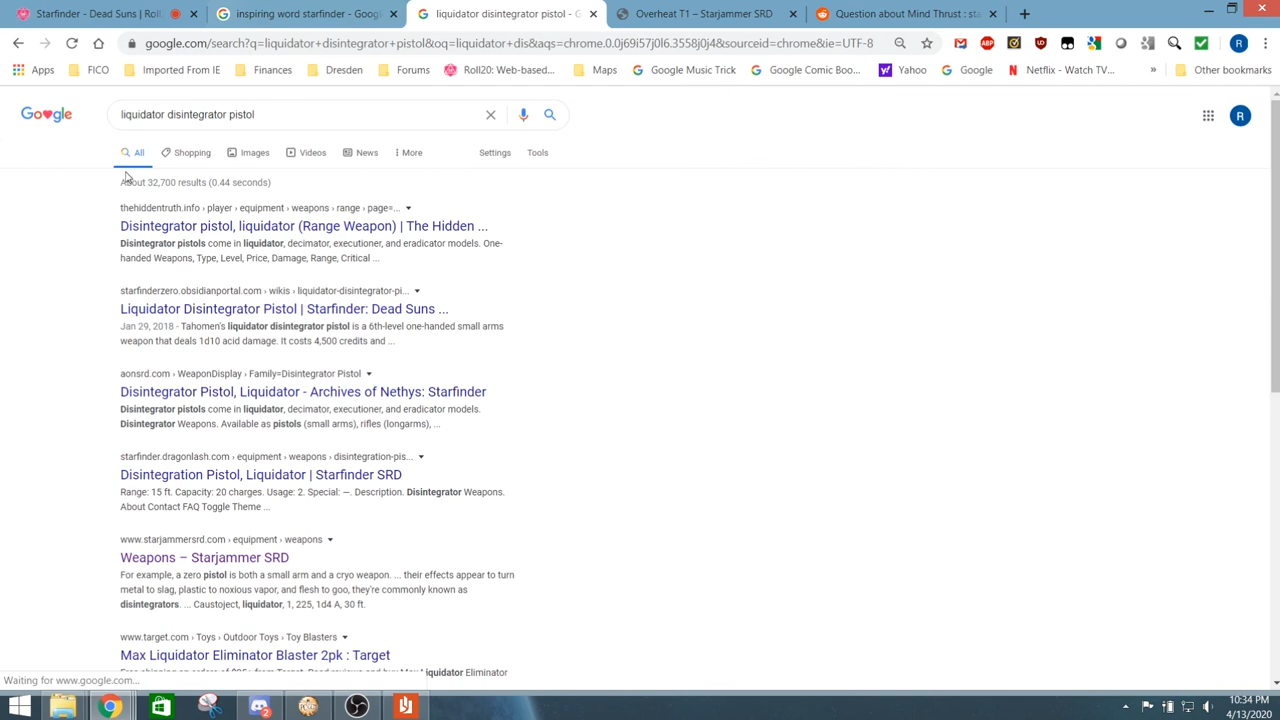 Dead Suns | Roll
inspiring word starfinder - Google
liquidator disintegrator pistol - G
Overheat T1 – Starjammer SRD
Question about Mind Thrust : sta
google.com/search?q=liquidator+disintegrator+pistol&oq=liquidator+dis&aqs=chrome.0.0j69i57j0l6.3558j0j4&sourceid=chrome&ie=UTF-8
Apps
FICO
Imported From IE
Finances
Dresden
Forums
Roll20: Web-based...
Maps
Google Music Trick
Google Comic Boo...
Yahoo
Google
Netflix - Watch TV...
»
Other bookmarks
liquidator disintegrator pistol
All
Shopping
Images
Videos
News
More
Settings
Tools
About 32,700 results (0.44 seconds)
thehiddentruth.info › player › equipment › weapons › range › page=...
Disintegrator pistol, liquidator (Range Weapon) | The Hidden ...
Disintegrator pistols come in liquidator, decimator, executioner, and eradicator models. One-
handed Weapons, Type, Level, Price, Damage, Range, Critical ...
starfinderzero.obsidianportal.com › wikis › liquidator-disintegrator-pi...
Liquidator Disintegrator Pistol | Starfinder: Dead Suns ...
Jan 29, 2018 - Tahomen's liquidator disintegrator pistol is a 6th-level one-handed small arms
weapon that deals 1d10 acid damage. It costs 4,500 credits and ...
aonsrd.com › WeaponDisplay › Family=Disintegrator Pistol
Disintegrator Pistol, Liquidator - Archives of Nethys: Starfinder
Disintegrator pistols come in liquidator, decimator, executioner, and eradicator models.
Disintegrator Weapons. Available as pistols (small arms), rifles (longarms), ...
starfinder.dragonlash.com › equipment › weapons › disintegration-pis...
Disintegration Pistol, Liquidator | Starfinder SRD
Range: 15 ft. Capacity: 20 charges. Usage: 2. Special: —. Description. Disintegrator Weapons.
About Contact FAQ Toggle Theme ...
www.starjammersrd.com › equipment › weapons
Weapons – Starjammer SRD
For example, a zero pistol is both a small arm and a cryo weapon. ... their effects appear to turn
metal to slag, plastic to noxious vapor, and flesh to goo, they're commonly known as
disintegrators. ... Caustoject, liquidator, 1, 225, 1d4 A, 30 ft.
www.target.com › Toys › Outdoor Toys › Toy Blasters
Max Liquidator Eliminator Blaster 2pk : Target
Liquidator Eliminator
Waiting for www.google.com...
10:34 PM
4/13/2020